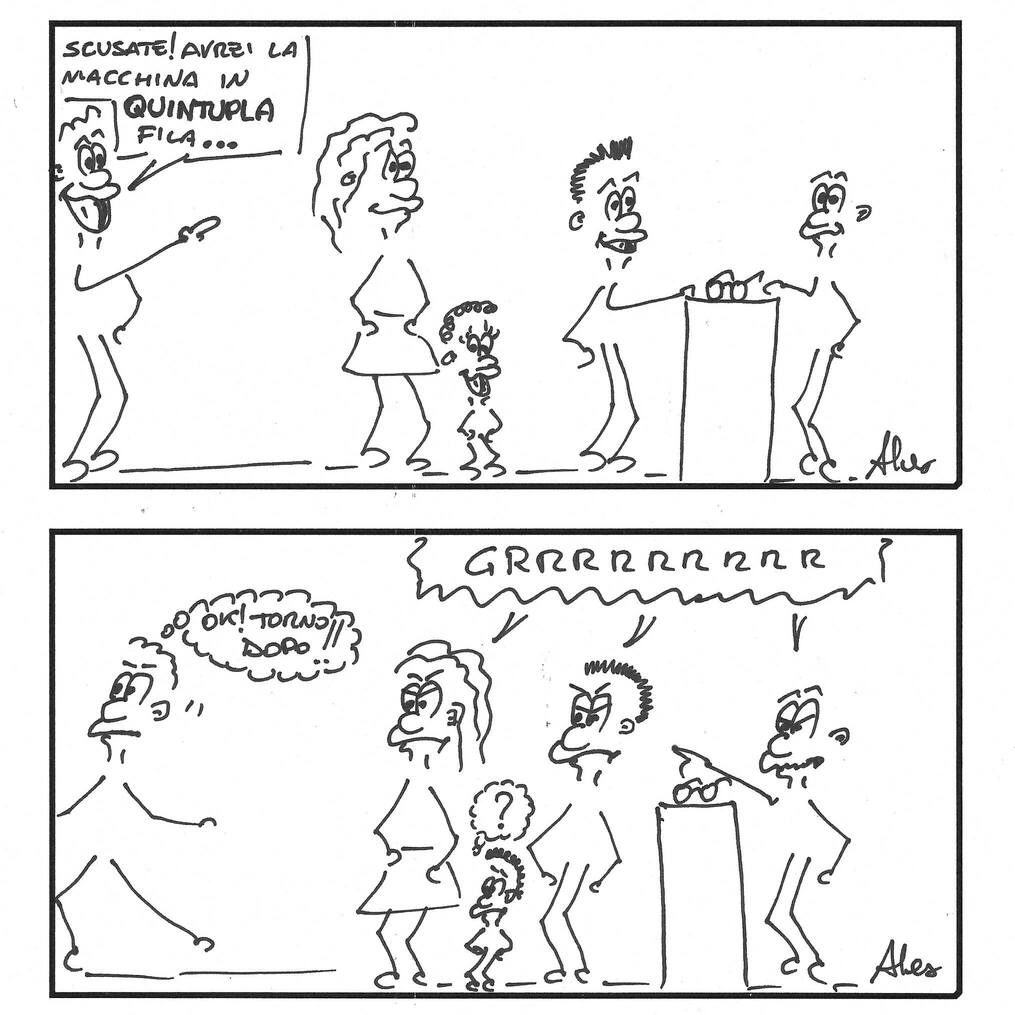 SCUSATE! AVREI LA
MACCHINA IN
QUINTUPLA
FILA...
Ales
GRRRRRRRRRR
OK! TORNO
DOPO!!
?
Ales